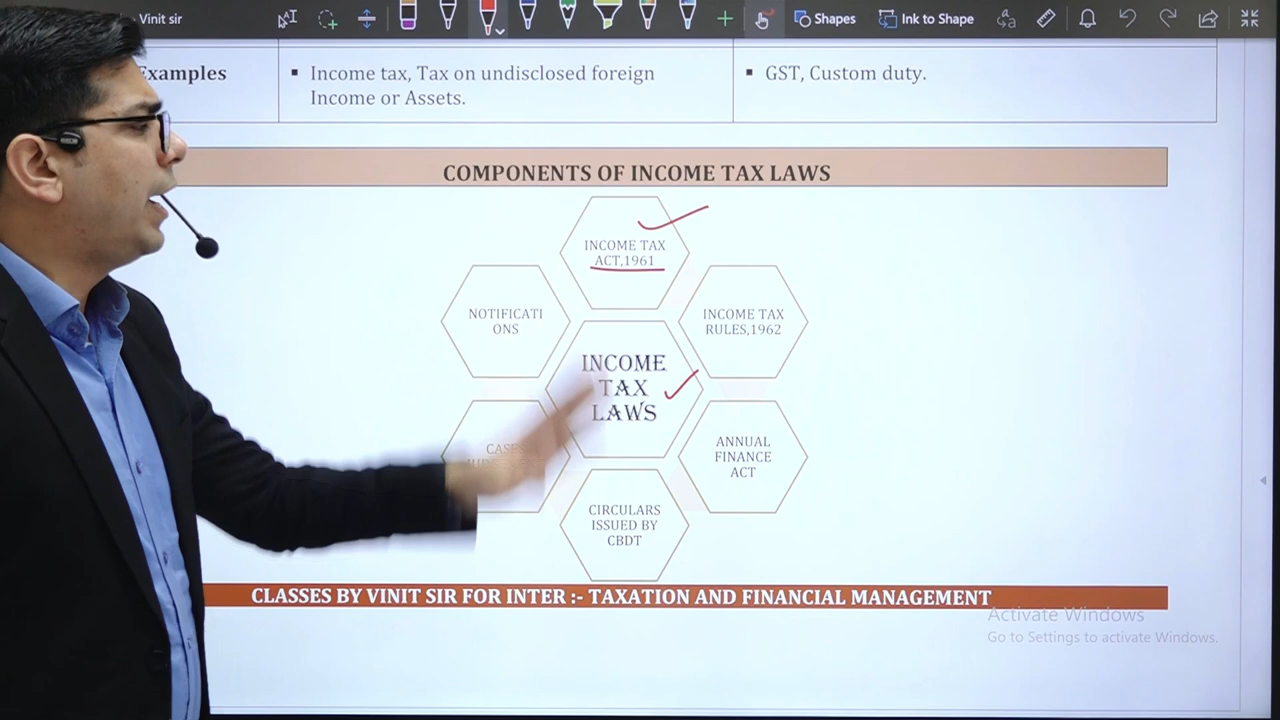 Vinit sir
Shapes
Ink to Shape
Examples
▪ Income tax, Tax on undisclosed foreign
Income or Assets.
▪ GST, Custom duty.
COMPONENTS OF INCOME TAX LAWS
INCOME TAX
ACT,1961
NOTIFICATI
ONS
INCOME TAX
RULES,1962
INCOME
TAX
LAWS
ANNUAL
FINANCE
ACT
CIRCULARS
ISSUED BY
CBDT
CLASSES BY VINIT SIR FOR INTER :- TAXATION AND FINANCIAL MANAGEMENT
Activate Windows
Go to Settings to activate Windows.